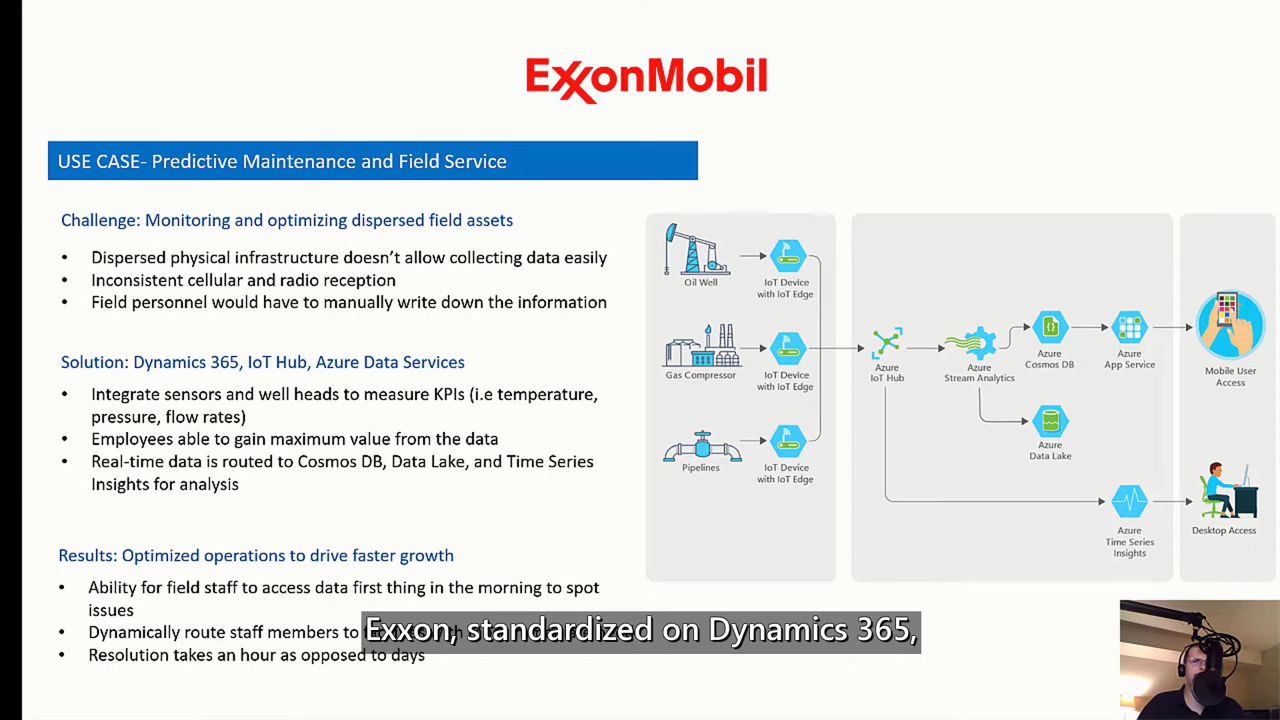 ExxonMobil
USE CASE- Predictive Maintenance and Field Service
Challenge: Monitoring and optimizing dispersed field assets
• Dispersed physical infrastructure doesn't allow collecting data easily
• Inconsistent cellular and radio reception
• Field personnel would have to manually write down the information
Solution: Dynamics 365, IoT Hub, Azure Data Services
• Integrate sensors and well heads to measure KPIs (i.e temperature,
pressure, flow rates)
• Employees able to gain maximum value from the data
• Real-time data is routed to Cosmos DB, Data Lake, and Time Series
Insights for analysis
Results: Optimized operations to drive faster growth
• Ability for field staff to access data first thing in the morning to spot
issues
• Dynamically route staff members to
• Resolution takes an hour as opposed to days
Oil Well
IoT Device
with IoT Edge
Gas Compressor
IoT Device
with IoT Edge
Pipelines
IoT Device
with IoT Edge
Azure
IoT Hub
Azure
Stream Analytics
Azure
Cosmos DB
Azure
App Service
Azure
Data Lake
Azure
Time Series
Insights
Mobile User
Access
Desktop Access
Exxon, standardized on Dynamics 365,